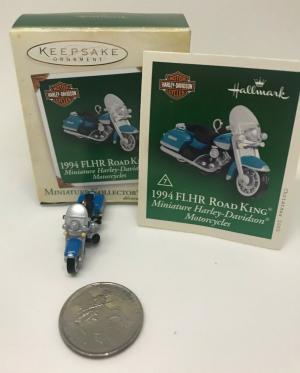 KEEPSAKE
ORNAMENT
HARLEY-DAVIDSON
MOTOR
CYCLES
1994 FLHR ROAD KING
Miniature Harley-Davidson®
Motorcycles
MINIATURE COLLECTOR'S
MOTOR
HARLEY-DAVIDSON
CYCLES
Hallmark
7
1994 FLHR ROAD KING®
Miniature Harley-Davidson®
Motorcycles